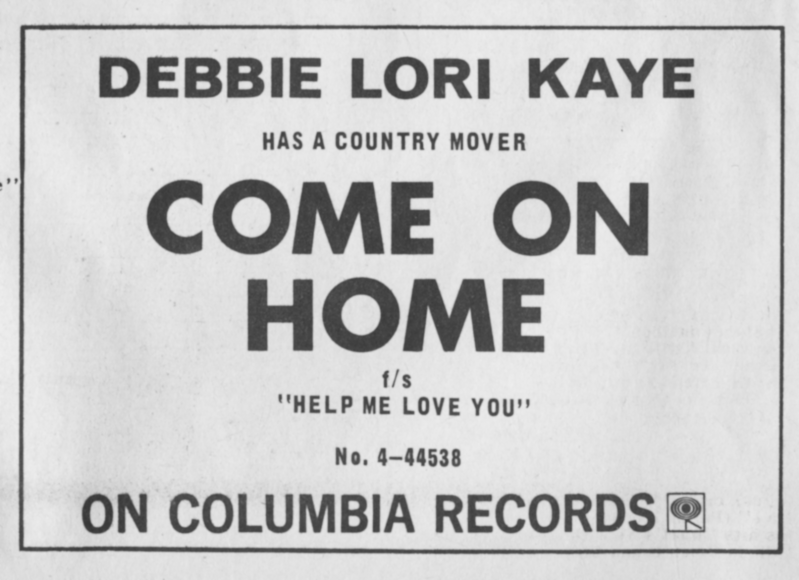 DEBBIE LORI KAYE
HAS A COUNTRY MOVER
COME ON
HOME
f/s
"HELP ME LOVE YOU"
No. 4-44538
ON COLUMBIA RECORDS